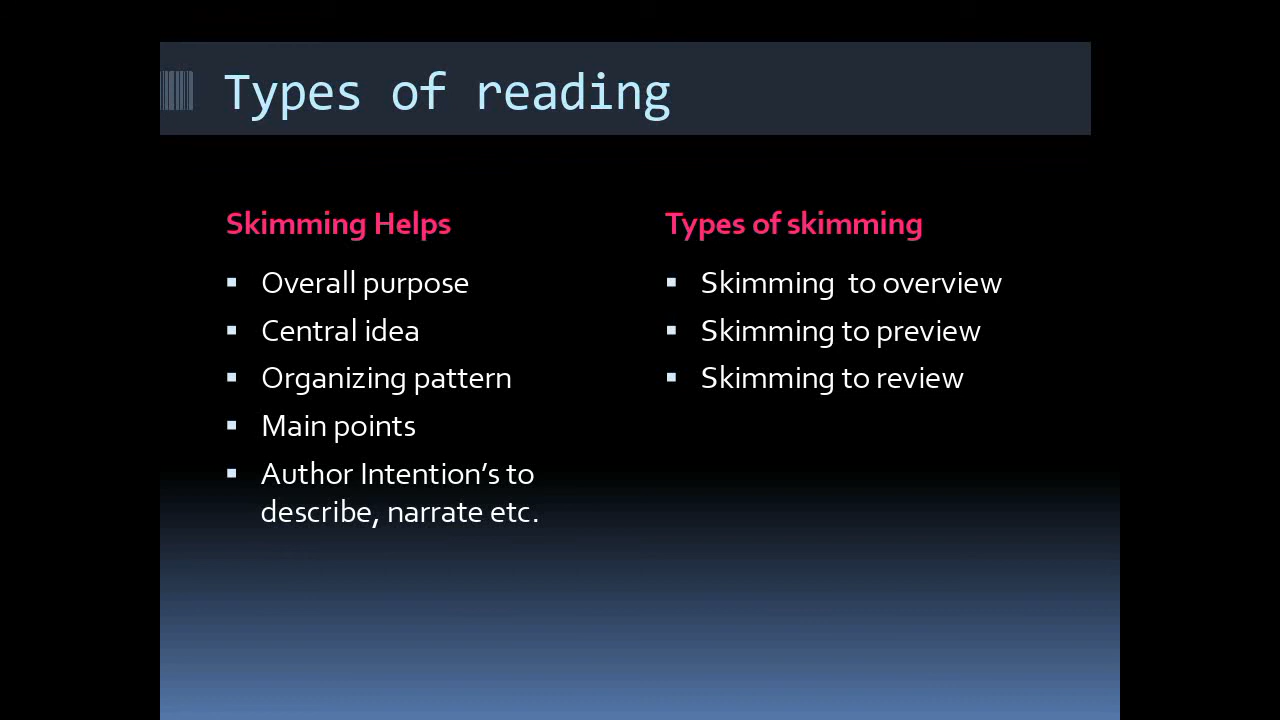 Types of reading
Skimming Helps
Overall purpose
Central idea
Organizing pattern
Main points
Author Intention’s to
describe, narrate etc.
Types of skimming
Skimming  to overview
Skimming to preview
Skimming to review